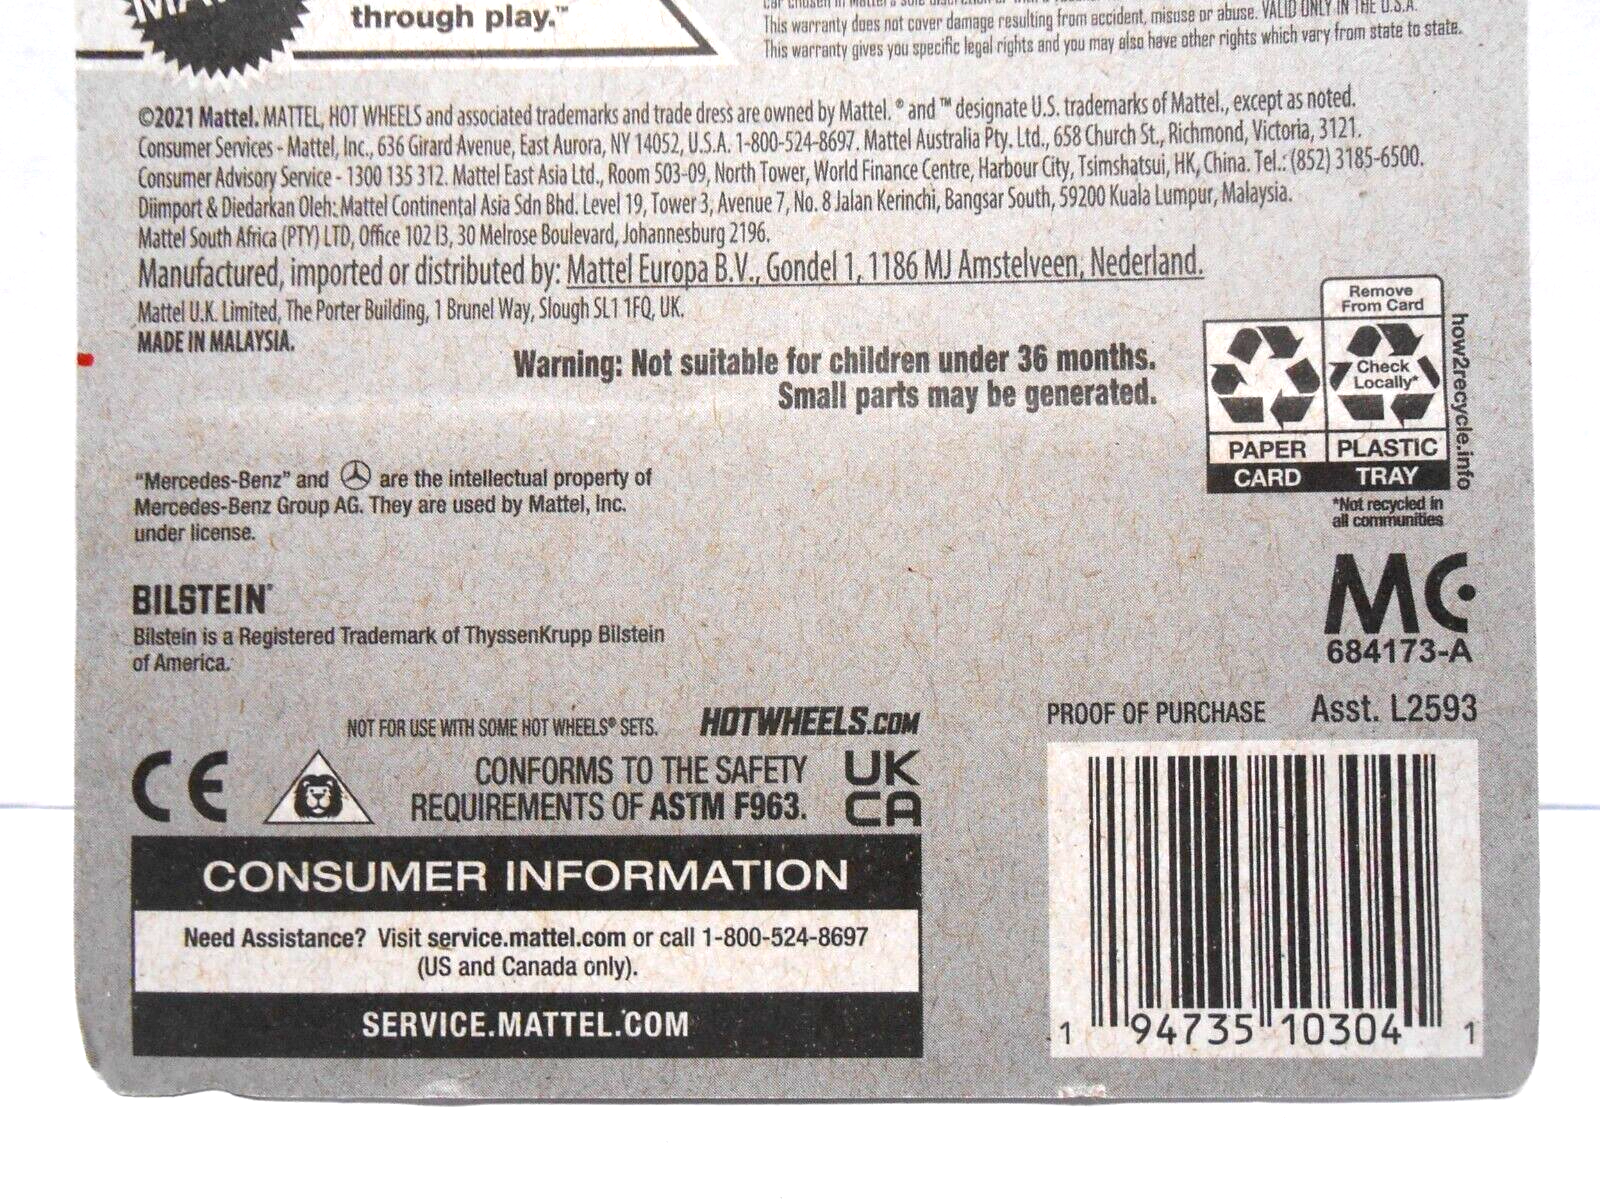 MA
through play.™
This warranty does not cover damage resulting from accident, misuse or abuse. VALID ONLY IN THE U.S.A.
This warranty gives you specific legal rights and you may also have other rights which vary from state to state.
©2021 Mattel. MATTEL, HOT WHEELS and associated trademarks and trade dress are owned by Mattel. ® and ™ designate U.S. trademarks of Mattel., except as noted.
Consumer Services - Mattel, Inc., 636 Girard Avenue, East Aurora, NY 14052, U.S.A. 1-800-524-8697. Mattel Australia Pty. Ltd., 658 Church St., Richmond, Victoria, 3121.
Consumer Advisory Service - 1300 135 312. Mattel East Asia Ltd., Room 503-09, North Tower, World Finance Centre, Harbour City, Tsimshatsui, HK, China. Tel.: (852) 3185-6500.
Diimport & Diedarkan Oleh: Mattel Continental Asia Sdn Bhd. Level 19, Tower 3, Avenue 7, No. 8 Jalan Kerinchi, Bangsar South, 59200 Kuala Lumpur, Malaysia.
Mattel South Africa (PTY) LTD, Office 102 I3, 30 Melrose Boulevard, Johannesburg 2196.
Manufactured, imported or distributed by: Mattel Europa B.V., Gondel 1, 1186 MJ Amstelveen, Nederland.
Mattel U.K. Limited, The Porter Building, 1 Brunel Way, Slough SL1 1FQ, UK.
MADE IN MALAYSIA.
Warning: Not suitable for children under 36 months.
Small parts may be generated.
Remove
From Card
Check
Locally*
PAPER
PLASTIC
CARD
TRAY
how2recycle.info
*Not recycled in
all communities
"Mercedes-Benz" and are the intellectual property of
Mercedes-Benz Group AG. They are used by Mattel, Inc.
under license.
BILSTEIN®
Bilstein is a Registered Trademark of ThyssenKrupp Bilstein
of America.
MC
684173-A
NOT FOR USE WITH SOME HOT WHEELS® SETS.
HOTWHEELS.COM
PROOF OF PURCHASE Asst. L2593
CE
CONFORMS TO THE SAFETY
REQUIREMENTS OF ASTM F963.
UK
CA
CONSUMER INFORMATION
Need Assistance? Visit service.mattel.com or call 1-800-524-8697
(US and Canada only).
SERVICE.MATTEL.COM
1 94735 10304 1